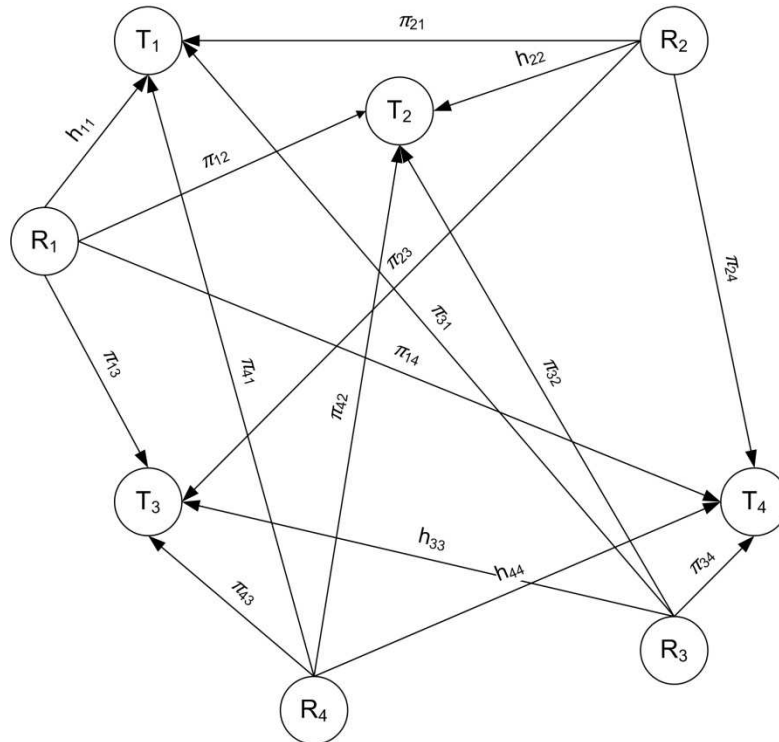 T₁
π₂₁
R₂
h₂₂
T₂
h₁₁
π₁₂
R₁
π₂₃
π₂₄
π₃₁
π₁₃
π₁₄
π₄₁
π₄₂
π₃₂
T₃
T₄
h₃₃
h₄₄
π₃₄
π₄₃
R₃
R₄